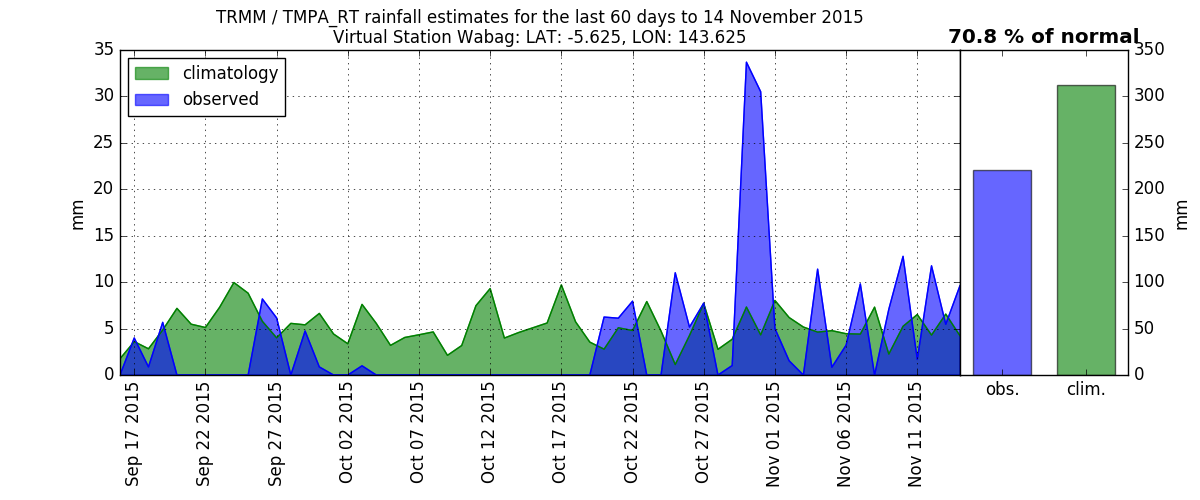 TRMM / TMPA_RT rainfall estimates for the last 60 days to 14 November 2015
Virtual Station Wabag: LAT: -5.625, LON: 143.625
70.8 % of normal
climatology
observed
35
30
25
20
15
10
5
0
mm
Sep 17 2015
Sep 22 2015
Sep 27 2015
Oct 02 2015
Oct 07 2015
Oct 12 2015
Oct 17 2015
Oct 22 2015
Oct 27 2015
Nov 01 2015
Nov 06 2015
Nov 11 2015
350
300
250
200
150
100
50
0
mm
obs.
clim.